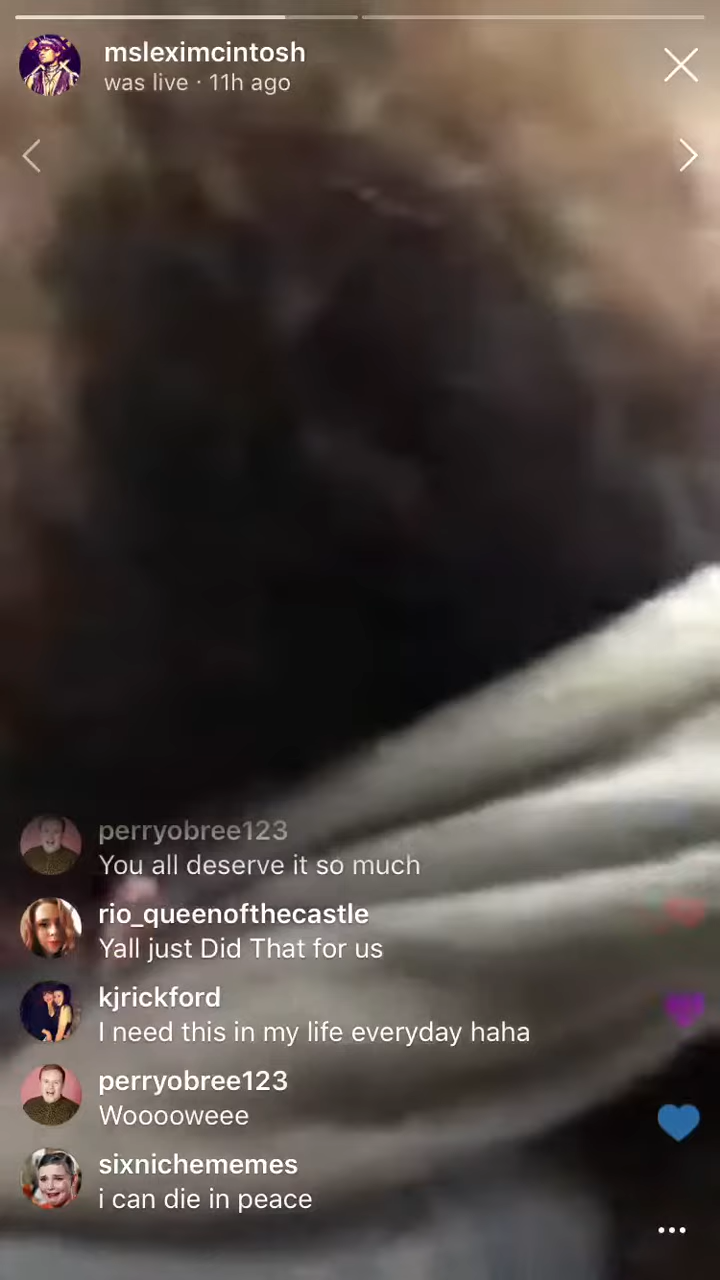 msleximcintosh
was live · 11h ago
perryobree123
You all deserve it so much
rio_queenofthecastle
Yall just Did That for us
kjrickford
I need this in my life everyday haha
perryobree123
Wooooweee
sixnichememes
i can die in peace